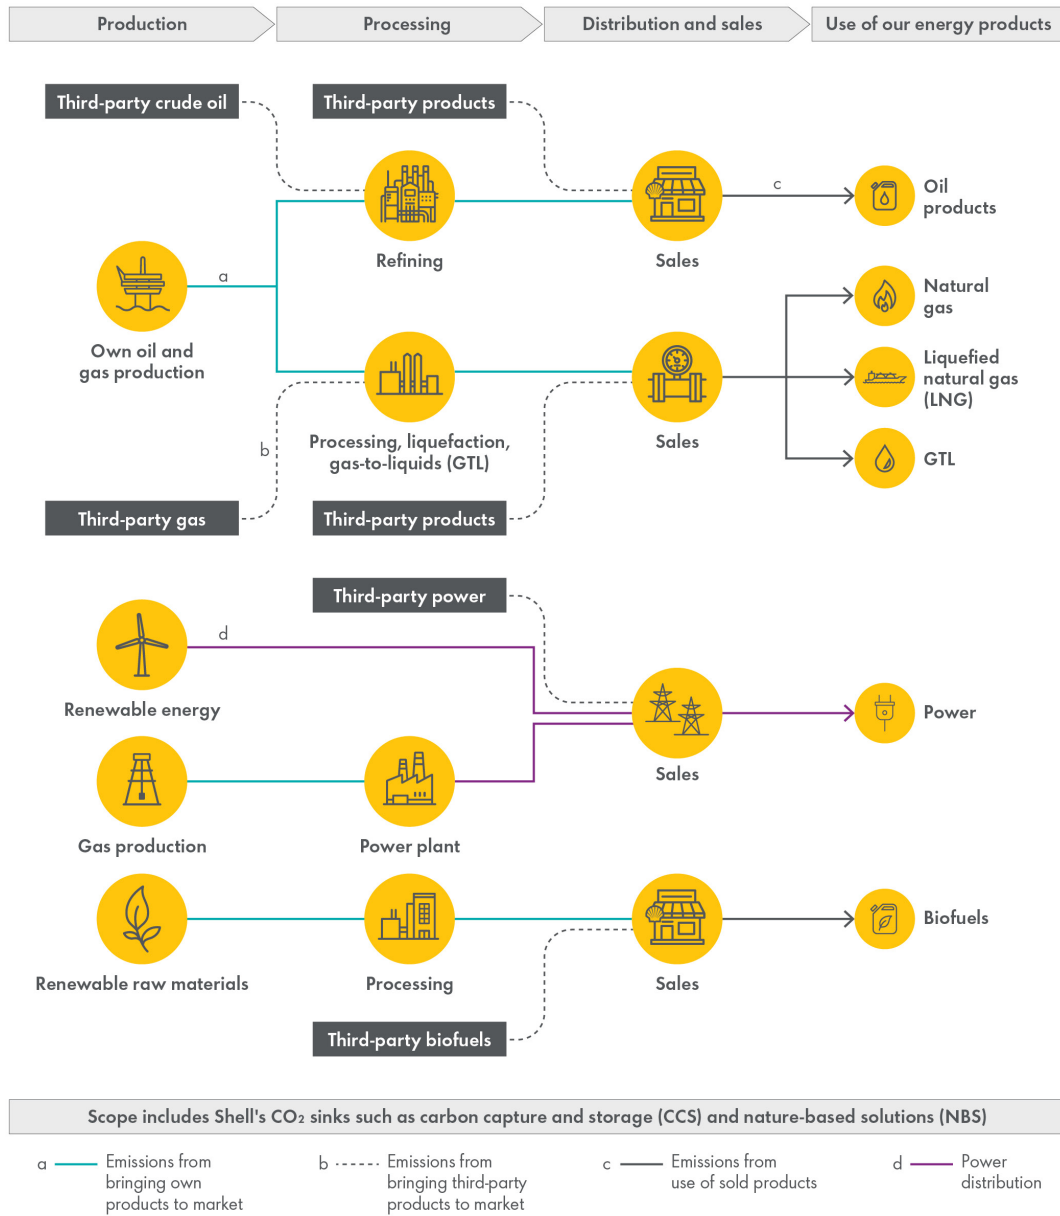 Production
Processing
Distribution and sales
Use of our energy products
Third-party crude oil
Third-party products
c
Oil
products
Refining
Sales
a
Natural
gas
Own oil and
gas production
Liquefied
natural gas
(LNG)
Processing, liquefaction,
gas-to-liquids (GTL)
Sales
b
GTL
Third-party gas
Third-party products
Third-party power
d
Renewable energy
Power
Sales
Gas production
Power plant
Biofuels
Renewable raw materials
Processing
Sales
Third-party biofuels
Scope includes Shell's CO₂ sinks such as carbon capture and storage (CCS) and nature-based solutions (NBS)
a
Emissions from
bringing own
products to market
b
Emissions from
bringing third-party
products to market
c
Emissions from
use of sold products
d
Power
distribution